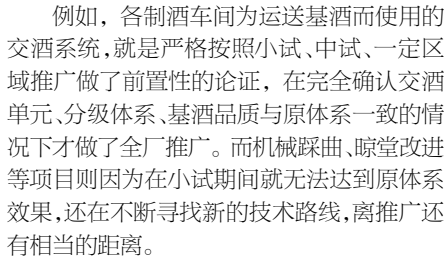 例如，各制酒车间为运送基酒而使用的
交酒系统，就是严格按照小试、中试、一定区
域推广做了前置性的论证，在完全确认交酒
单元、分级体系、基酒品质与原体系一致的情
况下才做了全厂推广。而机械踩曲、晾堂改进
等项目则因为在小试期间就无法达到原体系
效果，还在不断寻找新的技术路线，离推广还
有相当的距离。